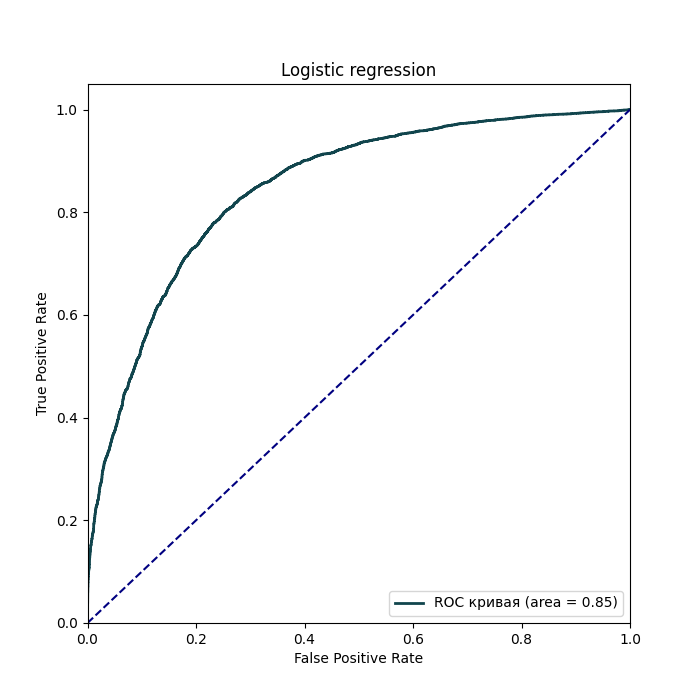 Logistic regression
True Positive Rate
1.0
0.8
0.6
0.4
0.2
0.0
ROC кривая (area = 0.85)
0.0 0.2 0.4 0.6 0.8 1.0
False Positive Rate